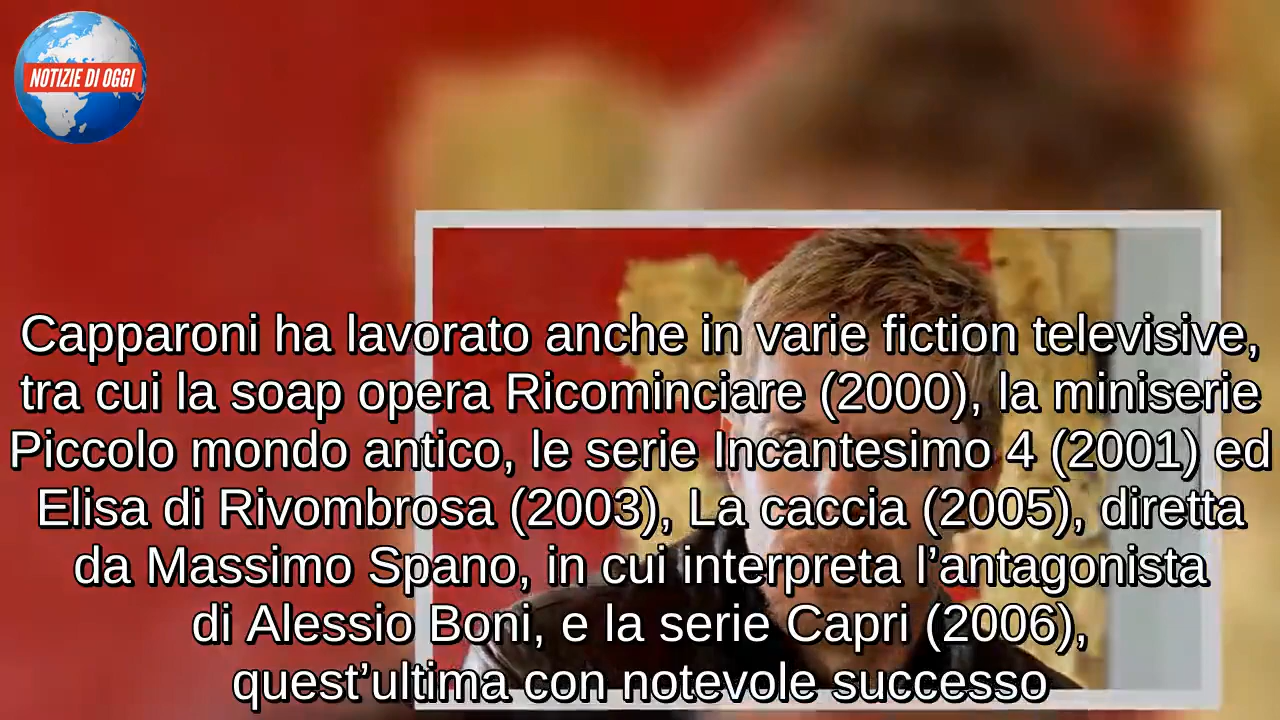 NOTIZIE DI OGGI
Capparoni ha lavorato anche in varie fiction televisive,
tra cui la soap opera Ricominciare (2000), la miniserie
Piccolo mondo antico, le serie Incantesimo 4 (2001) ed
Elisa di Rivombrosa (2003), La caccia (2005), diretta
da Massimo Spano, in cui interpreta l’antagonista
di Alessio Boni, e la serie Capri (2006),
quest’ultima con notevole successo